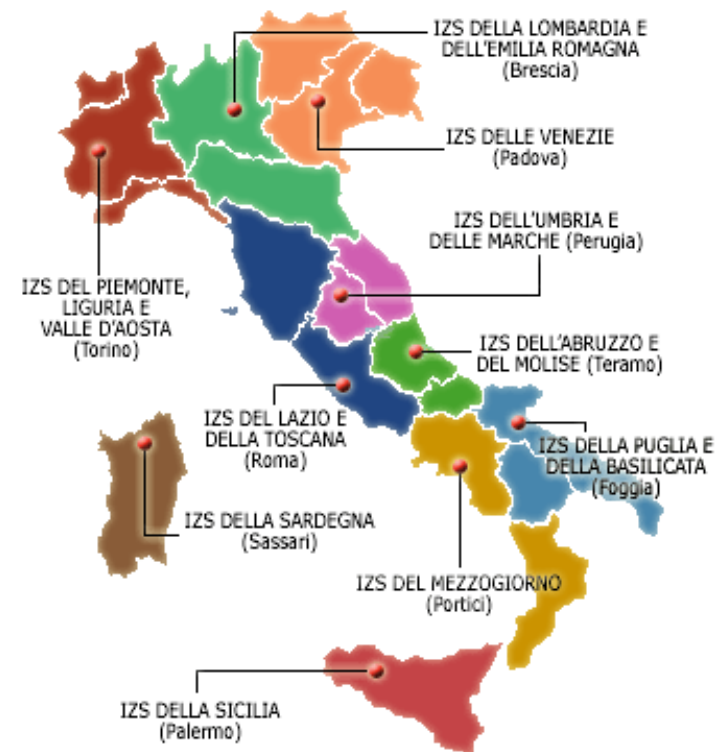 IZS DELLA LOMBARDIA E
DELL'EMILIA ROMAGNA
(Brescia)
IZS DELLE VENEZIE
(Padova)
IZS DELL'UMBRIA E
DELLE MARCHE (Perugia)
IZS DEL PIEMONTE,
LIGURIA E
VALLE D'AOSTA
(Torino)
IZS DELL'ABRUZZO E
DEL MOLISE (Teramo)
IZS DEL LAZIO E
DELLA TOSCANA
(Roma)
IZS DELLA PUGLIA E
DELLA BASILICATA
(Foggia)
IZS DELLA SARDEGNA
(Sassari)
IZS DEL MEZZOGIORNO
(Portici)
IZS DELLA SICILIA
(Palermo)